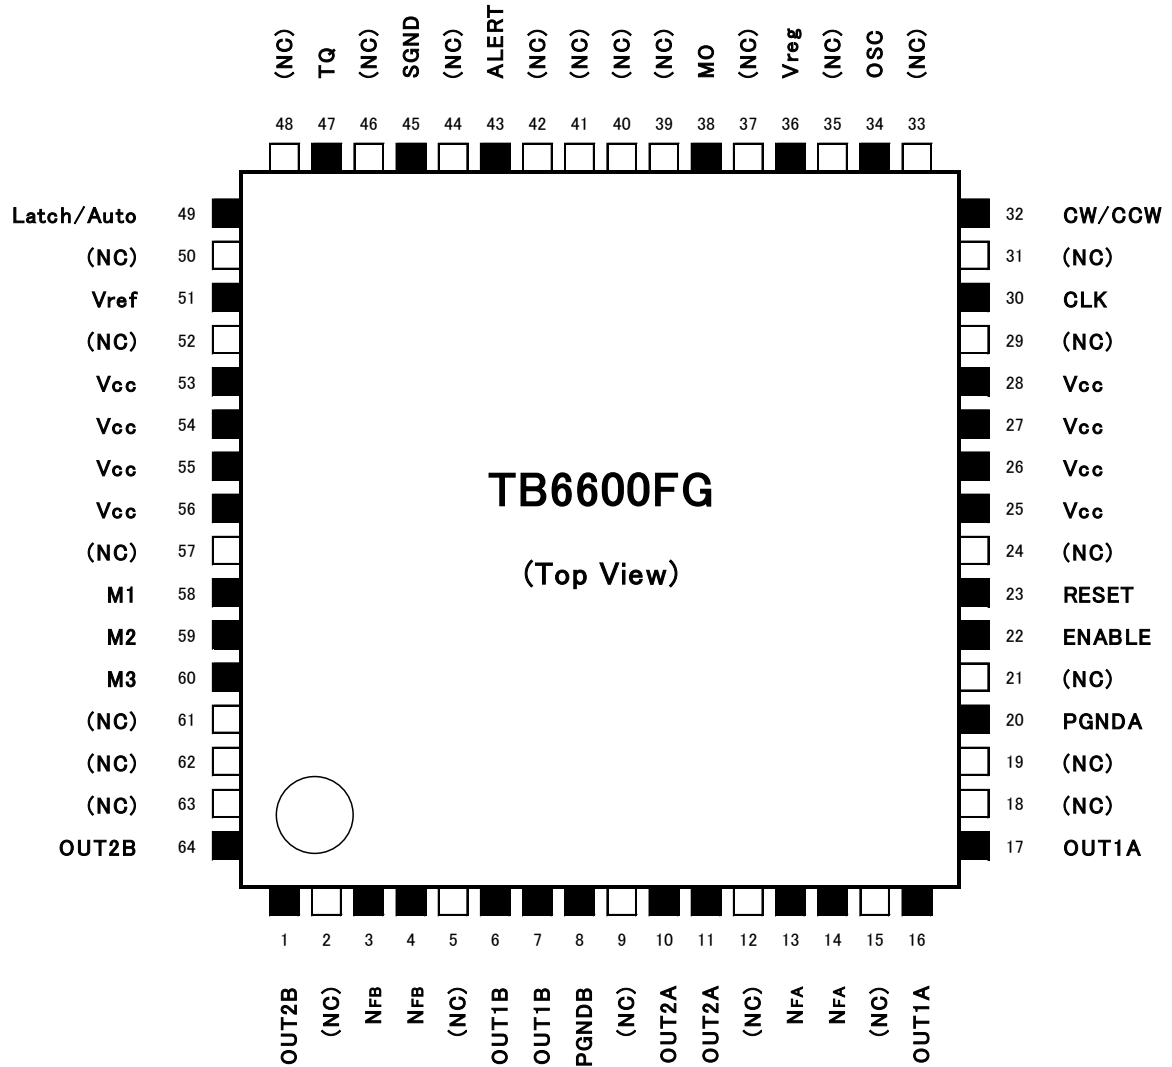 (NC) TQ (NC) SGND (NC) ALERT (NC) (NC) (NC) (NC) MO (NC) Vreg (NC) OSC (NC)
48 47 46 45 44 43 42 41 40 39 38 37 36 35 34 33
Latch/Auto 49 32 CW/CCW
(NC) 50 31 (NC)
Vref 51 30 CLK
(NC) 52 29 (NC)
Vcc 53 28 Vcc
Vcc 54 27 Vcc
Vcc 55 26 Vcc
Vcc 56 25 Vcc
TB6600FG
(NC) 57 24 (NC)
(Top View)
M1 58 23 RESET
M2 59 22 ENABLE
M3 60 21 (NC)
(NC) 61 20 PGNDA
(NC) 62 19 (NC)
(NC) 63 18 (NC)
OUT2B 64 17 OUT1A
1 2 3 4 5 6 7 8 9 10 11 12 13 14 15 16
OUT2B (NC) NFB NFB (NC) OUT1B OUT1B PGNDB (NC) OUT2A OUT2A (NC) NFA NFA (NC) OUT1A